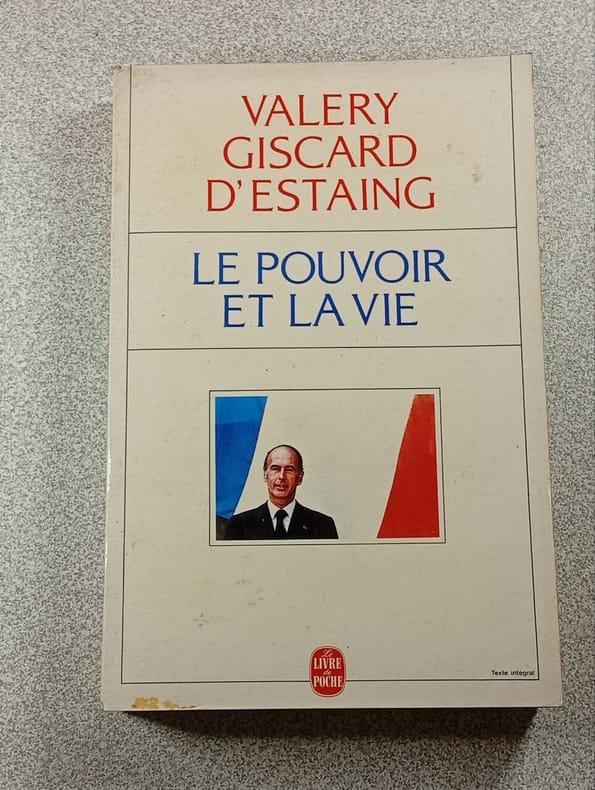 VALERY
GISCARD
D'ESTAING
LE POUVOIR
ET LA VIE
Le
LIVRE
de
POCHE
Texte intégral